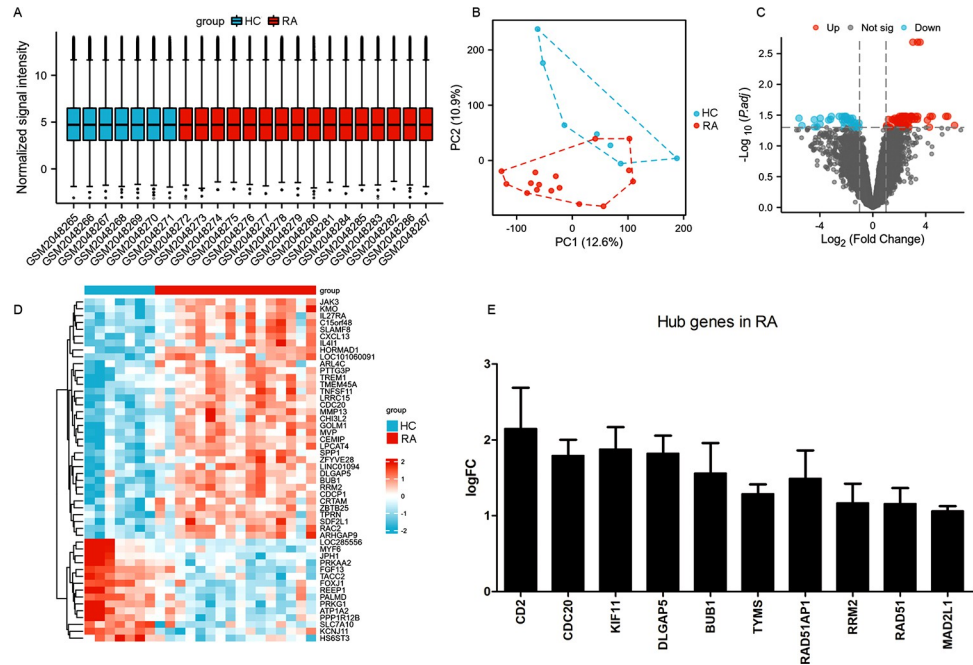 A
group HC RA
Normalized signal intensity
10
5
0
GSM2048265
GSM2048266
GSM2048267
GSM2048268
GSM2048269
GSM2048270
GSM2048271
GSM2048272
GSM2048273
GSM2048274
GSM2048275
GSM2048276
GSM2048277
GSM2048278
GSM2048279
GSM2048280
GSM2048281
GSM2048284
GSM2048285
GSM2048283
GSM2048282
GSM2048286
GSM2048287
B
PC2 (10.9%)
200
100
0
-100
0
100
200
PC1 (12.6%)
HC
RA
C
Up Not sig Down
-Log10 (P.adj)
2.5
2.0
1.5
1.0
0.5
0.0
-4
0
4
Log2 (Fold Change)
D
group
JAK3
KMO
IL27RA
C15orf48
SLAMF8
CXCL13
IL4I1
HORMAD1
LOC101060091
ARL4C
PTTG3P
TREM1
TMEM45A
TNFSF11
LRRC15
CDC20
MMP13
CHI3L2
GOLM1
MVP
CEMIP
LPCAT4
SPP1
ZFYVE28
LINC01094
DLGAP5
BUB1
RRM2
CDCP1
CRTAM
ZBTB25
TPRN
SDF2L1
RAC2
ARHGAP9
LOC285556
MYF6
JPH1
PRKAA2
FGF13
TACC2
FOXJ1
REEP1
PALMD
PRKG1
ATP1A2
PPP1R12B
SLC7A10
KCNJ11
HS6ST3
group
HC
RA
2
1
0
-1
-2
E
Hub genes in RA
logFC
3
2
1
0
CD2
CDC20
KIF11
DLGAP5
BUB1
TYMS
RAD51AP1
RRM2
RAD51
MAD2L1